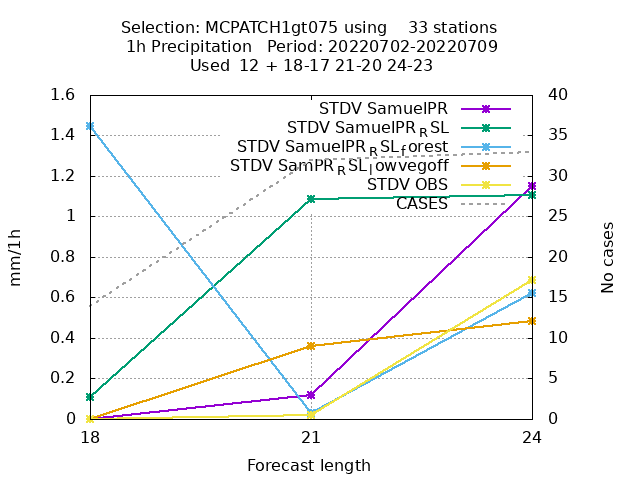 Selection: MCPATCH1gt075 using    33 stations
1h Precipitation   Period: 20220702-20220709
Used  12 + 18-17 21-20 24-23
1.6
1.4
1.2
1
0.8
0.6
0.4
0.2
0
40
35
30
25
20
15
10
5
0
STDV SamuelPR
STDV SamuelPR_RSL
STDV SamuelPR_RSL_forest
STDV SamPR_RSL_lowvegoff
STDV OBS
CASES
mm/1h
No cases
18
21
24
Forecast length